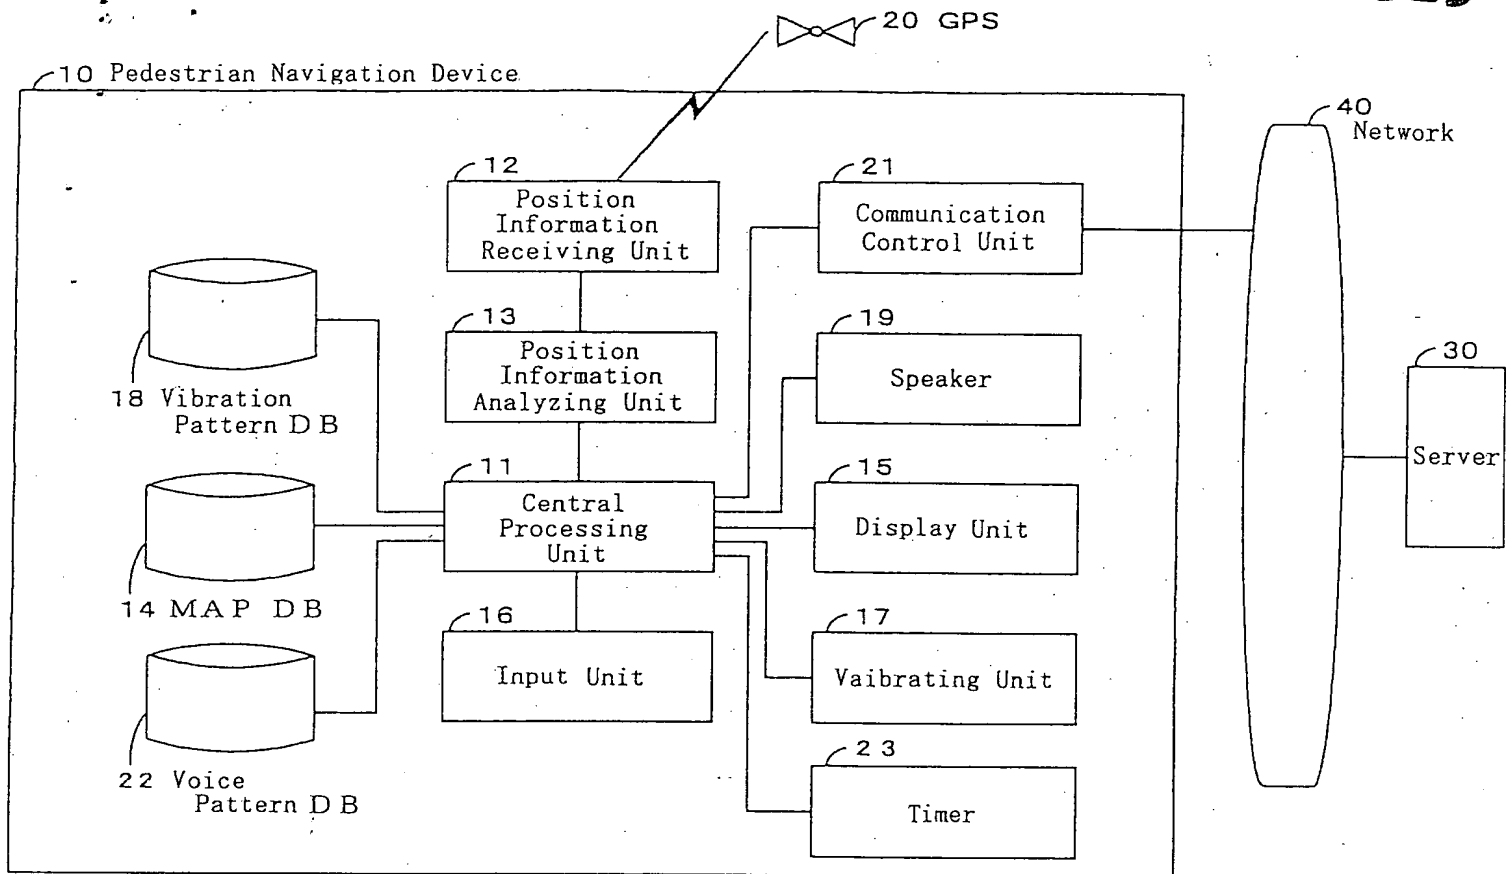 20 GPS
10 Pedestrian Navigation Device
40
Network
12
Position
Information
Receiving Unit
21
Communication
Control Unit
13
Position
Information
Analyzing Unit
19
Speaker
18 Vibration
Pattern DB
30
Server
11
Central
Processing
Unit
15
Display Unit
14 MAP DB
16
Input Unit
17
Vaibrating Unit
22 Voice
Pattern DB
23
Timer